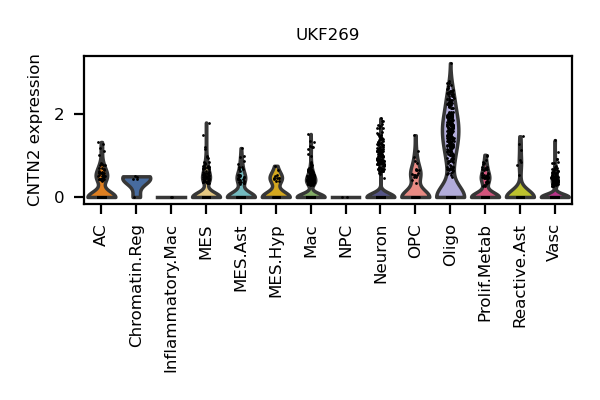 UKF269
CNTN2 expression
2
0
AC
Chromatin.Reg
Inflammatory.Mac
MES
MES.Ast
MES.Hyp
Mac
NPC
Neuron
OPC
Oligo
Prolif.Metab
Reactive.Ast
Vasc